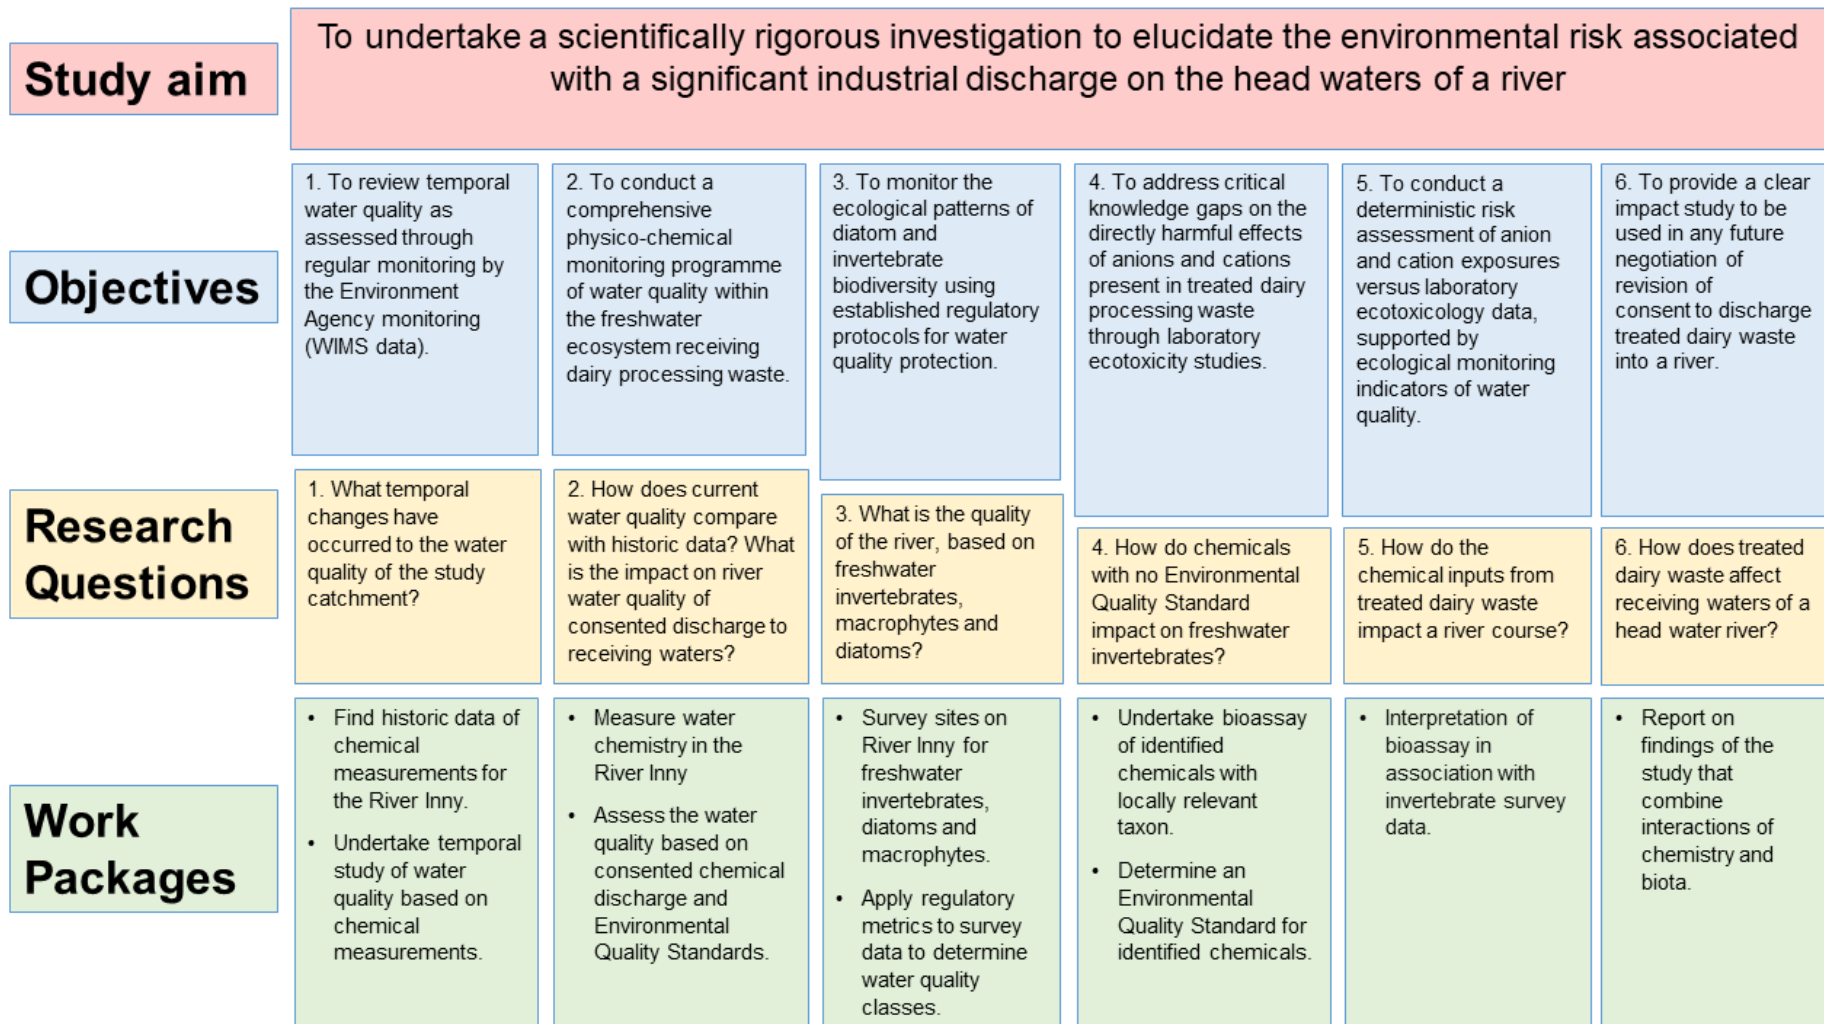 Study aim
To undertake a scientifically rigorous investigation to elucidate the environmental risk associated
with a significant industrial discharge on the head waters of a river
Objectives
1. To review temporal
water quality as
assessed through
regular monitoring by
the Environment
Agency monitoring
(WIMS data).
2. To conduct a
comprehensive
physico-chemical
monitoring programme
of water quality within
the freshwater
ecosystem receiving
dairy processing waste.
3. To monitor the
ecological patterns of
diatom and
invertebrate
biodiversity using
established regulatory
protocols for water
quality protection.
4. To address critical
knowledge gaps on the
directly harmful effects
of anions and cations
present in treated dairy
processing waste
through laboratory
ecotoxicity studies.
5. To conduct a
deterministic risk
assessment of anion
and cation exposures
versus laboratory
ecotoxicology data,
supported by
ecological monitoring
indicators of water
quality.
6. To provide a clear
impact study to be
used in any future
negotiation of
revision of
consent to discharge
treated dairy waste
into a river.
Research
Questions
1. What temporal
changes have
occurred to the water
quality of the study
catchment?
2. How does current
water quality compare
with historic data? What
is the impact on river
water quality of
consented discharge to
receiving waters?
3. What is the quality
of the river, based on
freshwater
invertebrates,
macrophytes and
diatoms?
4. How do chemicals
with no Environmental
Quality Standard
impact on freshwater
invertebrates?
5. How do the
chemical inputs from
treated dairy waste
impact a river course?
6. How does treated
dairy waste affect
receiving waters of a
head water river?
Work
Packages
• Find historic data of
chemical
measurements for
the River Inny.
• Undertake temporal
study of water
quality based on
chemical
measurements.
• Measure water
chemistry in the
River Inny
• Assess the water
quality based on
consented chemical
discharge and
Environmental
Quality Standards.
• Survey sites on
River Inny for
freshwater
invertebrates,
diatoms and
macrophytes.
• Apply regulatory
metrics to survey
data to determine
water quality
classes.
• Undertake bioassay
of identified
chemicals with
locally relevant
taxon.
• Determine an
Environmental
Quality Standard for
identified chemicals.
• Interpretation of
bioassay in
association with
invertebrate survey
data.
• Report on
findings of the
study that
combine
interactions of
chemistry and
biota.